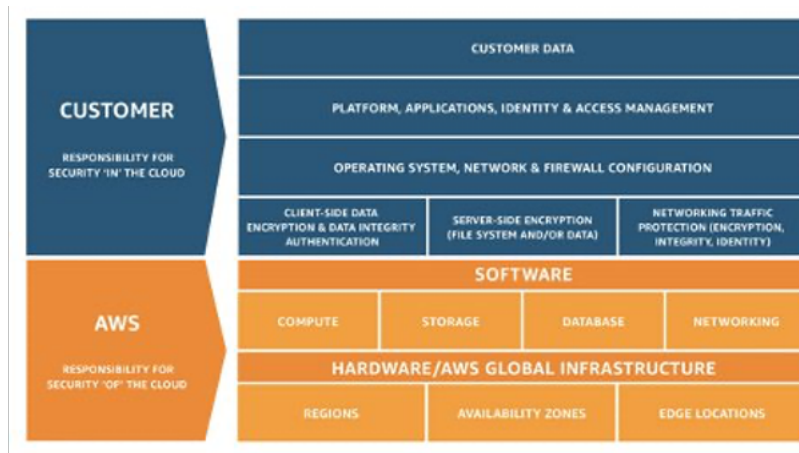 CUSTOMER
RESPONSIBILITY FOR
SECURITY 'IN' THE CLOUD
CUSTOMER DATA
PLATFORM, APPLICATIONS, IDENTITY & ACCESS MANAGEMENT
OPERATING SYSTEM, NETWORK & FIREWALL CONFIGURATION
CLIENT-SIDE DATA
ENCRYPTION & DATA INTEGRITY
AUTHENTICATION
SERVER-SIDE ENCRYPTION
(FILE SYSTEM AND/OR DATA)
NETWORKING TRAFFIC
PROTECTION (ENCRYPTION,
INTEGRITY, IDENTITY)
AWS
RESPONSIBILITY FOR
SECURITY 'OF' THE CLOUD
SOFTWARE
COMPUTE
STORAGE
DATABASE
NETWORKING
HARDWARE/AWS GLOBAL INFRASTRUCTURE
REGIONS
AVAILABILITY ZONES
EDGE LOCATIONS